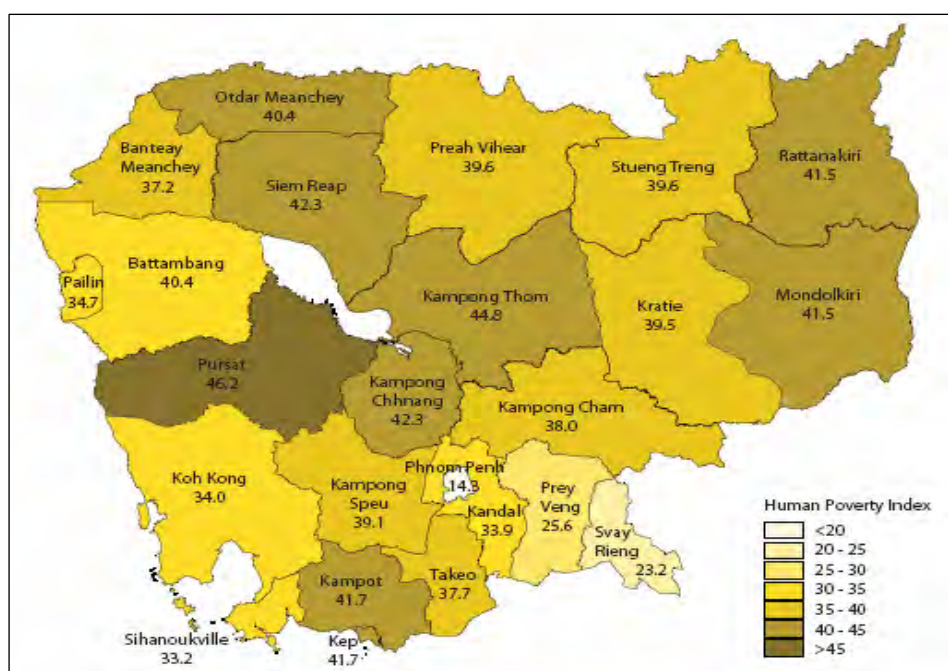 Otdar Meanchey
40.4
Banteay
Meanchey
37.2
Siem Reap
42.3
Preah Vihear
39.6
Stueng Treng
39.6
Rattanakiri
41.5
Battambang
40.4
Pailin
34.7
Kampong Thom
44.8
Kratie
39.5
Mondolkiri
41.5
Pursat
46.2
Kampong
Chhnang
42.3
Kampong Cham
38.0
Koh Kong
34.0
Kampong
Speu
39.1
Phnom Penh
14.3
Kandal
33.9
Prey
Veng
25.6
Svay
Rieng
23.2
Kampot
41.7
Takeo
37.7
Sihanoukville
33.2
Kep
41.7
Human Poverty Index
<20
20 - 25
25 - 30
30 - 35
35 - 40
40 - 45
>45